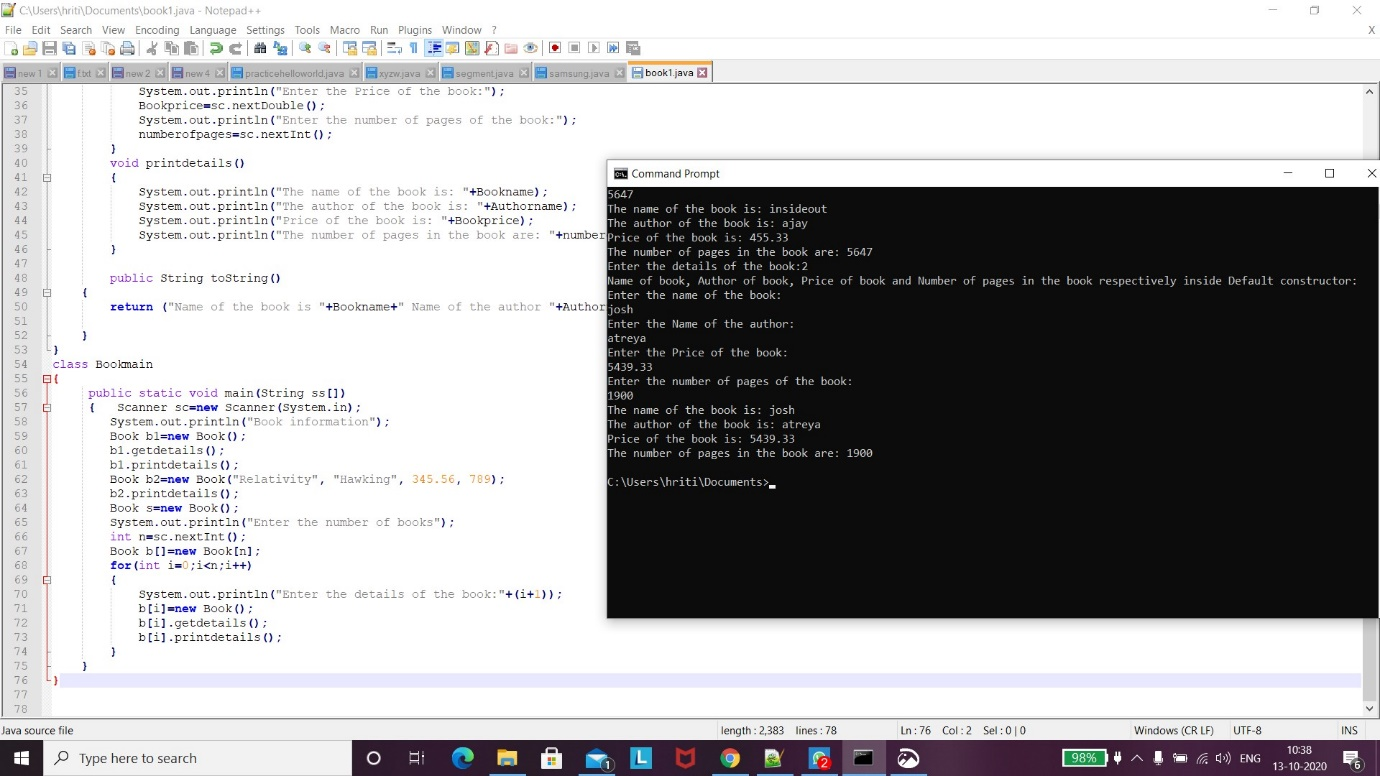 C:\Users\hriti\Documents\book1.java - Notepad++
File Edit Search View Encoding Language Settings Tools Macro Run Plugins Window ? X
new 1 f.txt new 2 new 4 practicehelloworld.java xyzw.java segment.java samsung.java book1.java
35 System.out.println("Enter the Price of the book:");
36 Bookprice=sc.nextDouble();
37 System.out.println("Enter the number of pages of the book:");
38 numberofpages=sc.nextInt();
39 }
40 void printdetails()
41 {
42 System.out.println("The name of the book is: "+Bookname);
43 System.out.println("The author of the book is: "+Authorname);
44 System.out.println("Price of the book is: "+Bookprice);
45 System.out.println("The number of pages in the book are: "+number
46 }
47
48 public String toString()
49 {
50 return ("Name of the book is "+Bookname+" Name of the author "+Author
51
52 }
53 }
54 class Bookmain
55 {
56 public static void main(String ss[])
57 { Scanner sc=new Scanner(System.in);
58 System.out.println("Book information");
59 Book b1=new Book();
60 b1.getdetails();
61 b1.printdetails();
62 Book b2=new Book("Relativity", "Hawking", 345.56, 789);
63 b2.printdetails();
64 Book s=new Book();
65 System.out.println("Enter the number of books");
66 int n=sc.nextInt();
67 Book b[]=new Book[n];
68 for(int i=0;i<n;i++)
69 {
70 System.out.println("Enter the details of the book:"+(i+1));
71 b[i]=new Book();
72 b[i].getdetails();
73 b[i].printdetails();
74 }
75 }
76 }
77
78
Command Prompt
5647
The name of the book is: insideout
The author of the book is: ajay
Price of the book is: 455.33
The number of pages in the book are: 5647
Enter the details of the book:2
Name of book, Author of book, Price of book and Number of pages in the book respectively inside Default constructor:
Enter the name of the book:
josh
Enter the Name of the author:
atreya
Enter the Price of the book:
5439.33
Enter the number of pages of the book:
1900
The name of the book is: josh
The author of the book is: atreya
Price of the book is: 5439.33
The number of pages in the book are: 1900
C:\Users\hriti\Documents>
Java source file length : 2,383 lines : 78 Ln : 76 Col : 2 Sel : 0 | 0 Windows (CR LF) UTF-8 INS
Type here to search 1 L 2 98% ENG 10:38
13-10-2020 6